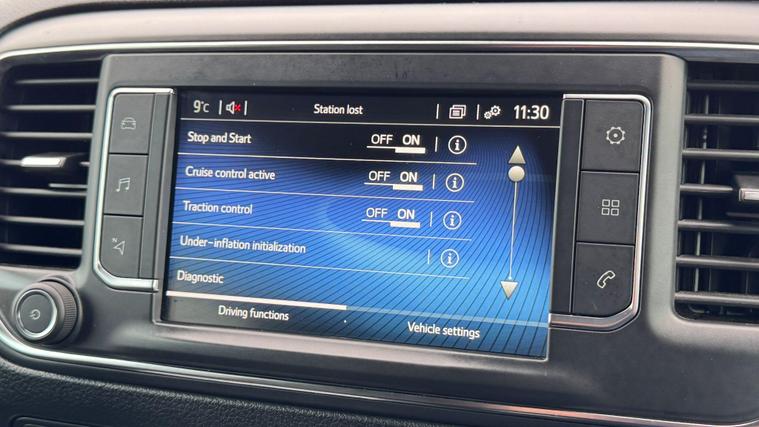 9°c Station lost 11:30
Stop and Start OFF ON i
Cruise control active OFF ON i
Traction control OFF ON i
Under-inflation initialization i
Diagnostic
Driving functions Vehicle settings
N